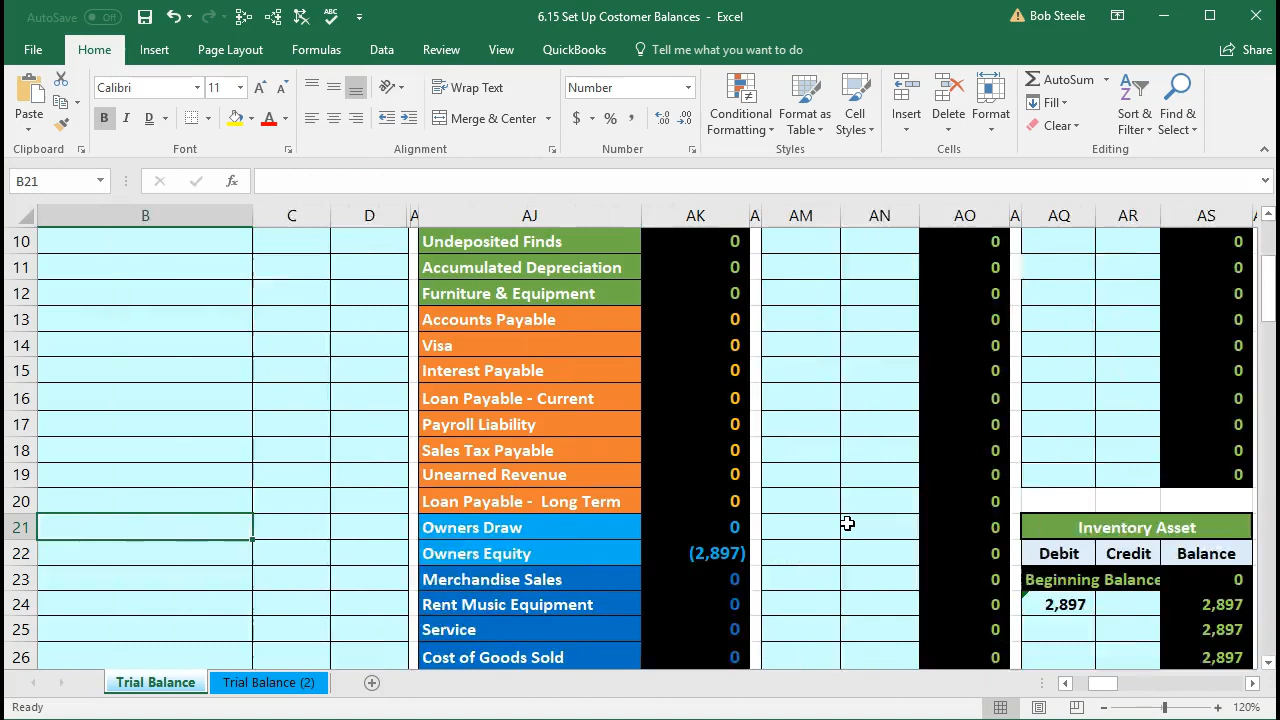 AutoSave Off 6.15 Set Up Costomer Balances - Excel Bob Steele
File Home Insert Page Layout Formulas Data Review View QuickBooks Tell me what you want to do Share
Paste Calibri 11 Wrap Text Number Conditional Formatting Format as Table Cell Styles Insert Delete Format AutoSum Sort & Filter Find & Select
B I D Merge & Center $ % , Fill
Clear
Clipboard Font Alignment Number Styles Cells Editing
B21 fx
B C D A AJ AK A AM AN AO A AQ AR AS
10 Undeposited Finds 0 0 0
11 Accumulated Depreciation 0 0 0
12 Furniture & Equipment 0 0 0
13 Accounts Payable 0 0 0
14 Visa 0 0 0
15 Interest Payable 0 0 0
16 Loan Payable - Current 0 0 0
17 Payroll Liability 0 0 0
18 Sales Tax Payable 0 0 0
19 Unearned Revenue 0 0 0
20 Loan Payable - Long Term 0 0
21 Owners Draw 0 0 Inventory Asset
22 Owners Equity (2,897) 0 Debit Credit Balance
23 Merchandise Sales 0 0 Beginning Balance 0
24 Rent Music Equipment 0 0 2,897 2,897
25 Service 0 0 2,897
26 Cost of Goods Sold 0 0 2,897
Trial Balance Trial Balance (2)
Ready 120%